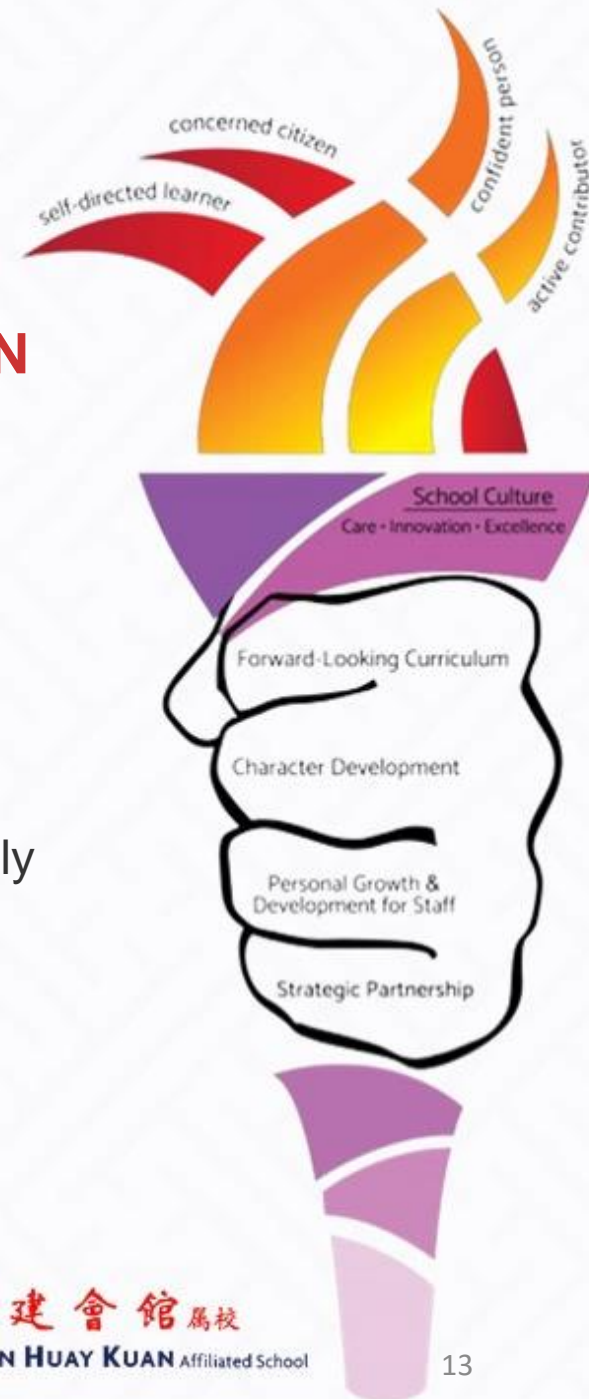 concerned citizen
self-directed learner
confident person
active contributor
N
School Culture
Care • Innovation • Excellence
Forward-Looking Curriculum
Character Development
ly
Personal Growth &
Development for Staff
Strategic Partnership
建會館属校
N HUAY KUAN Affiliated School
13